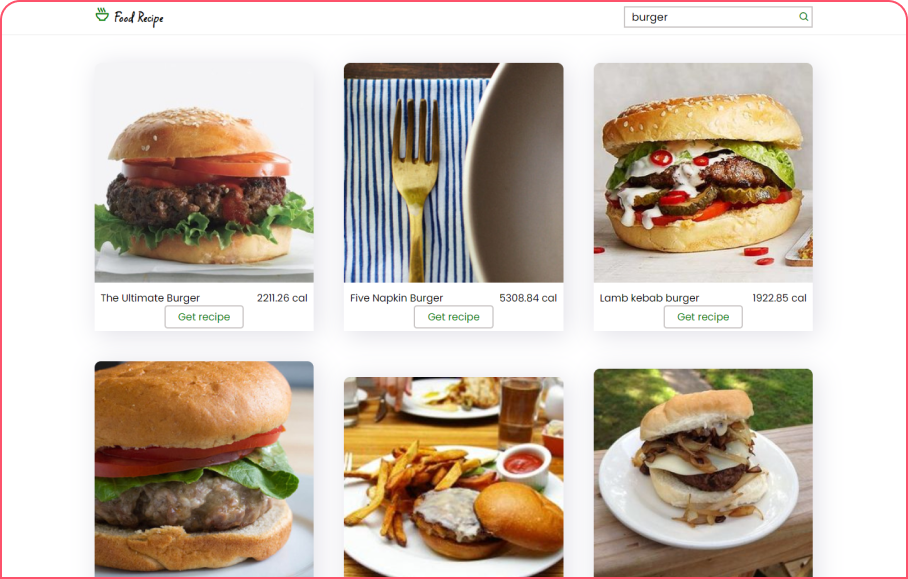 Food Recipe
burger
The Ultimate Burger 2211.26 cal
Get recipe
Five Napkin Burger 5308.84 cal
Get recipe
Lamb kebab burger 1922.85 cal
Get recipe